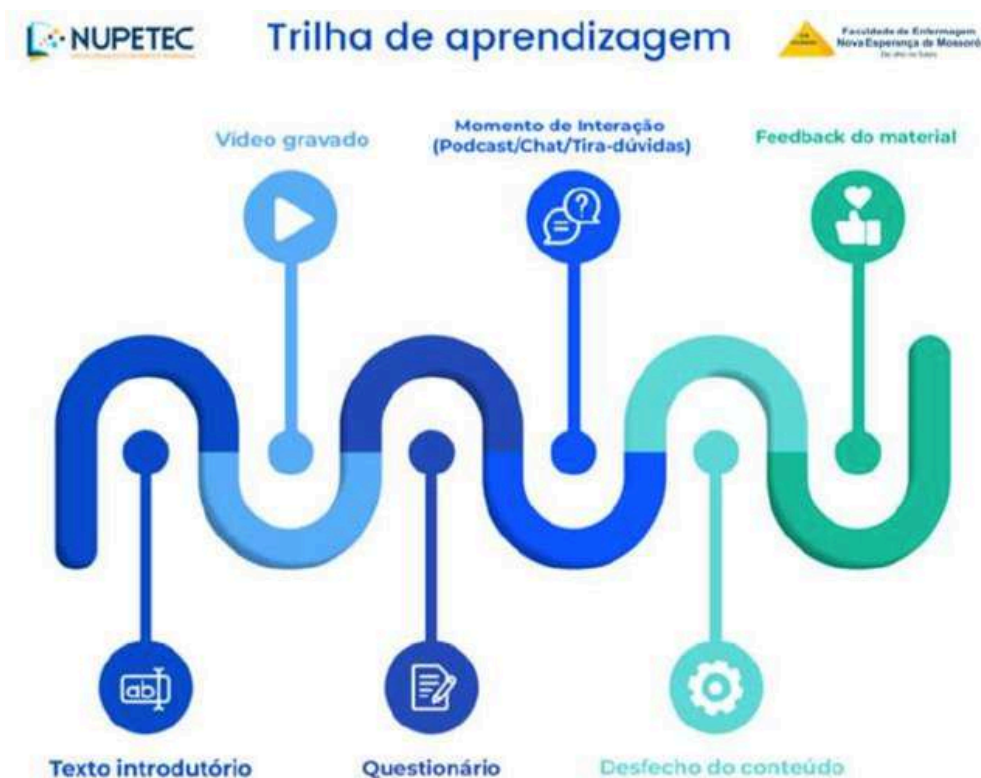 NUPETEC
Trilha de aprendizagem
Faculdade de Enfermagem
Nova Esperança de Mossoró
Vídeo gravado
Momento de Interação
(Podcast/Chat/Tira-dúvidas)
Feedback do material
ab
Texto introdutório
Questionário
Desfecho do conteúdo